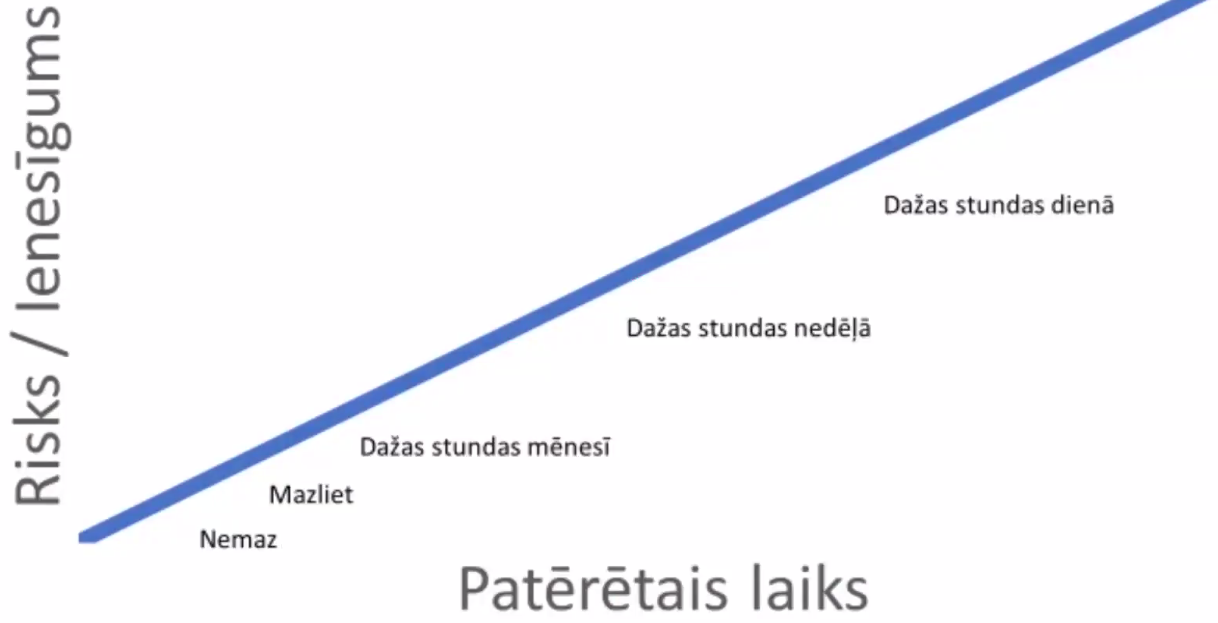 Risks / Ienesīgums
Dažas stundas dienā
Dažas stundas nedēļā
Dažas stundas mēnesī
Mazliet
Nemaz
Patērētais laiks